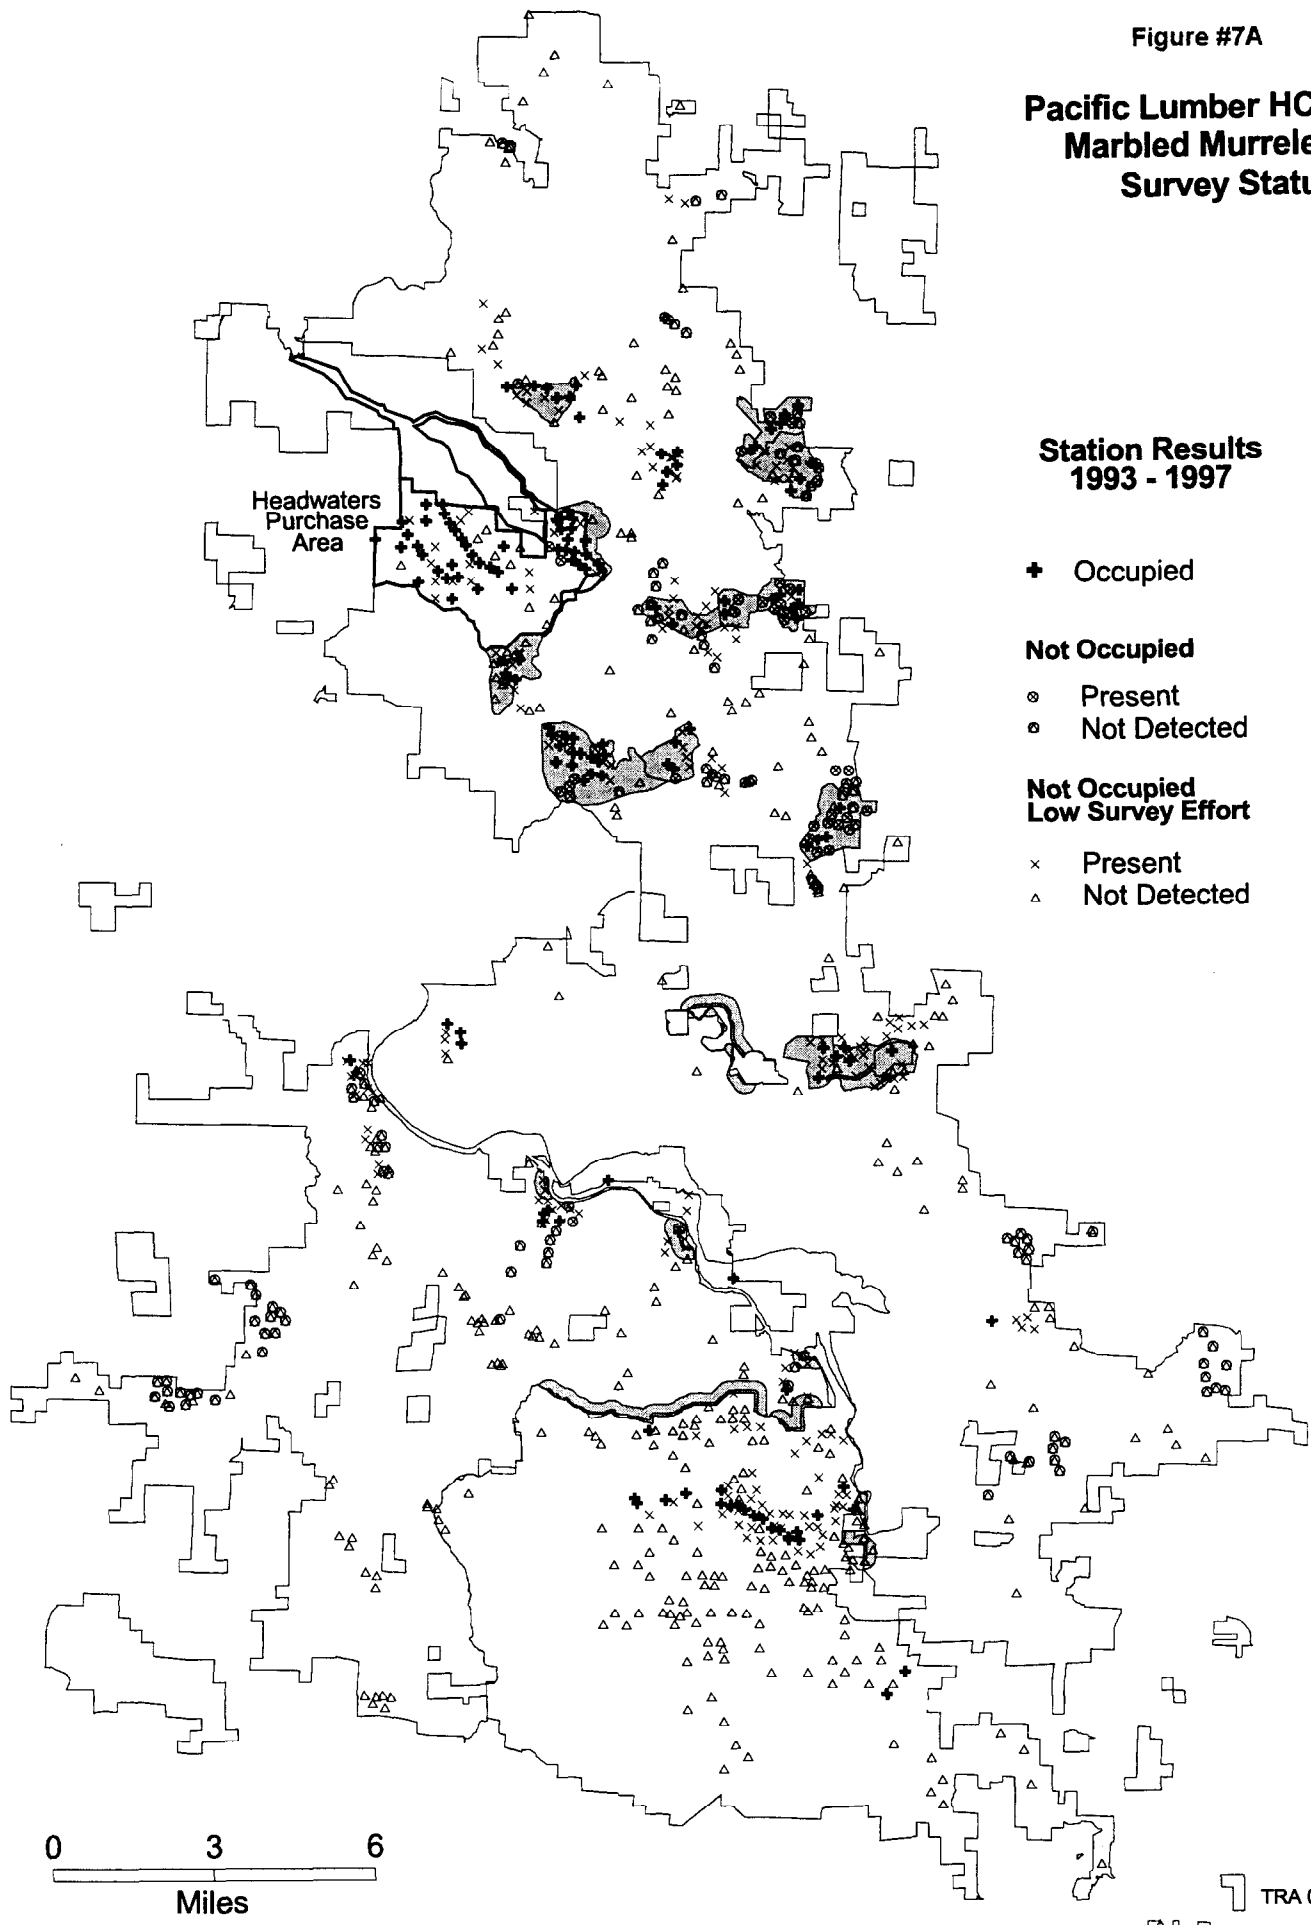 Figure #7A
Pacific Lumber HC
Marbled Murrele
Survey Statu
Station Results
1993 - 1997
Occupied
Not Occupied
Present
Not Detected
Not Occupied
Low Survey Effort
Present
Not Detected
Headwaters
Purchase
Area
0 3 6
Miles
TRA